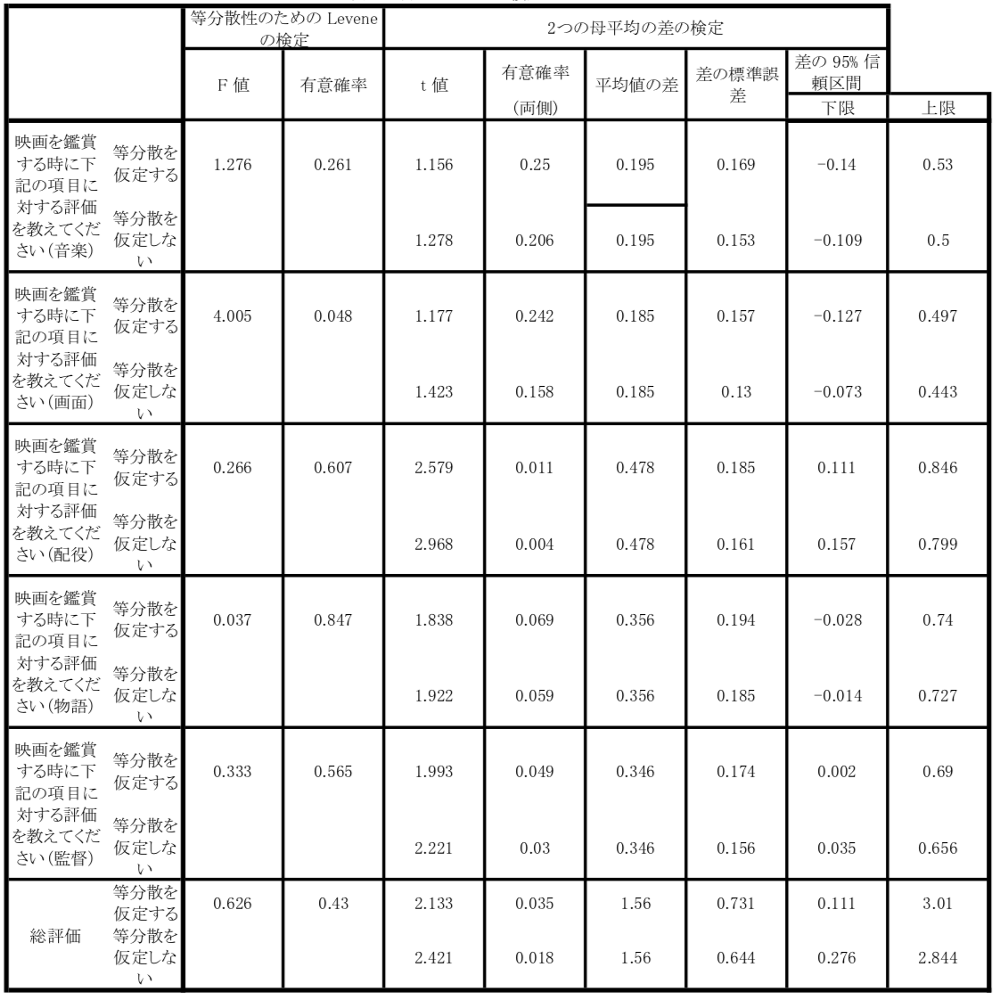 等分散性のための Levene
の検定
2つの母平均の差の検定
F 値
有意確率
t 値
有意確率
(両側)
平均値の差
差の標準誤
差
差の 95% 信
頼区間
下限
上限
映画を鑑賞
する時に下
記の項目に
対する評価
を教えてくだ
さい(音楽)
等分散を
仮定する
1.276 0.261 1.156 0.25 0.195 0.169 -0.14 0.53
等分散を
仮定しな
い
1.278 0.206 0.195 0.153 -0.109 0.5
映画を鑑賞
する時に下
記の項目に
対する評価
を教えてくだ
さい(画面)
等分散を
仮定する
4.005 0.048 1.177 0.242 0.185 0.157 -0.127 0.497
等分散を
仮定しな
い
1.423 0.158 0.185 0.13 -0.073 0.443
映画を鑑賞
する時に下
記の項目に
対する評価
を教えてくだ
さい(配役)
等分散を
仮定する
0.266 0.607 2.579 0.011 0.478 0.185 0.111 0.846
等分散を
仮定しな
い
2.968 0.004 0.478 0.161 0.157 0.799
映画を鑑賞
する時に下
記の項目に
対する評価
を教えてくだ
さい(物語)
等分散を
仮定する
0.037 0.847 1.838 0.069 0.356 0.194 -0.028 0.74
等分散を
仮定しな
い
1.922 0.059 0.356 0.185 -0.014 0.727
映画を鑑賞
する時に下
記の項目に
対する評価
を教えてくだ
さい(監督)
等分散を
仮定する
0.333 0.565 1.993 0.049 0.346 0.174 0.002 0.69
等分散を
仮定しな
い
2.221 0.03 0.346 0.156 0.035 0.656
総評価
等分散を
仮定する
0.626 0.43 2.133 0.035 1.56 0.731 0.111 3.01
等分散を
仮定しな
い
2.421 0.018 1.56 0.644 0.276 2.844